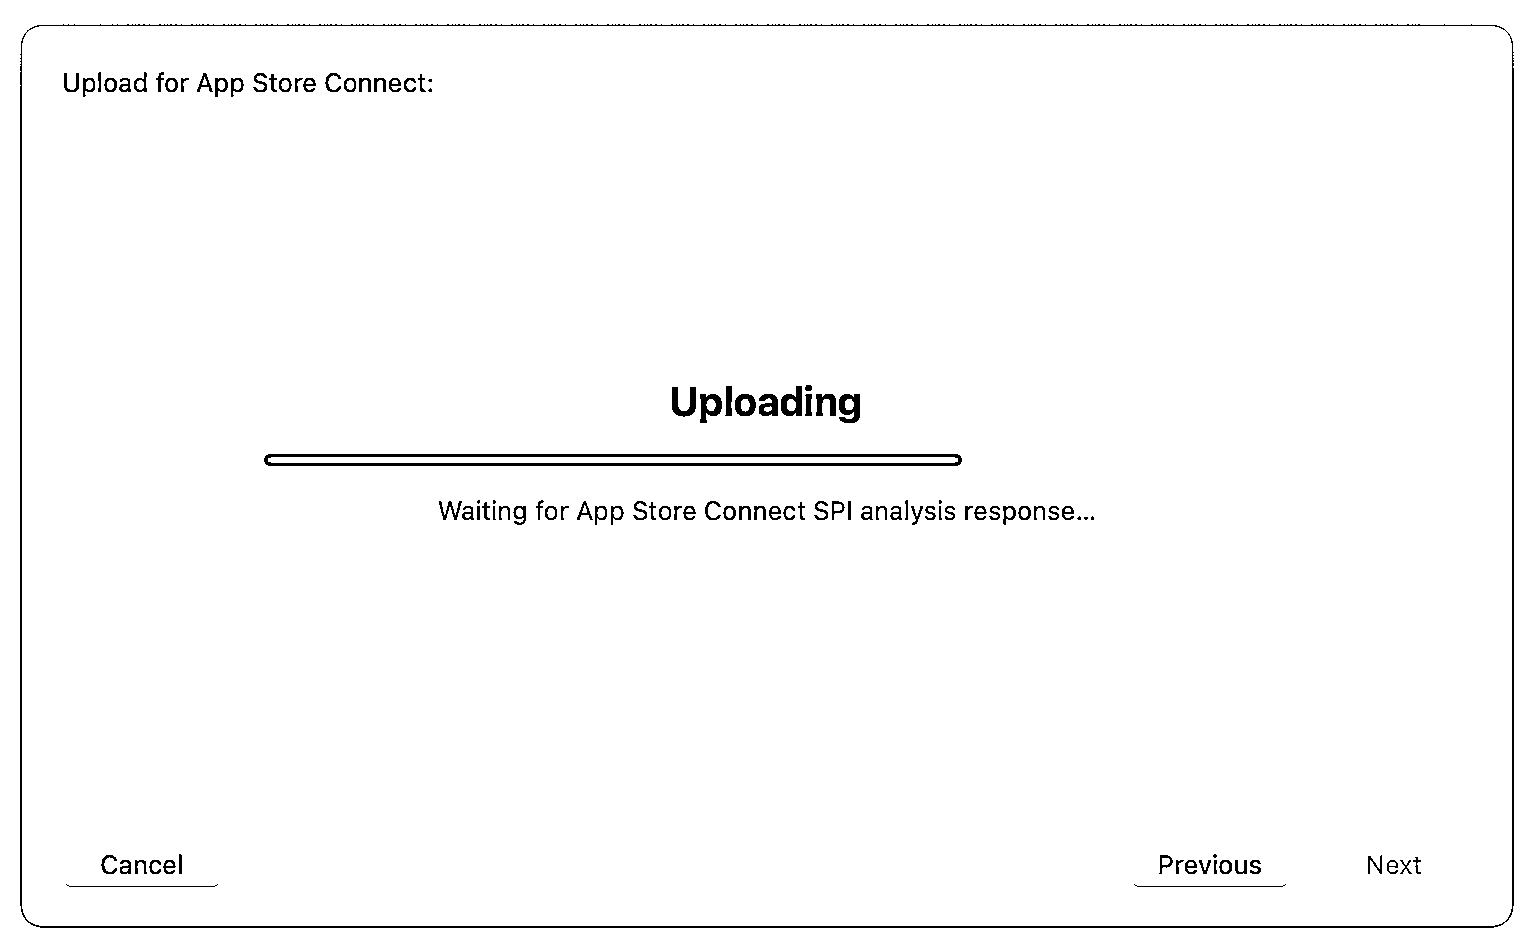 Upload for App Store Connect:
Uploading
Waiting for App Store Connect SPI analysis response...
Cancel
Previous
Next